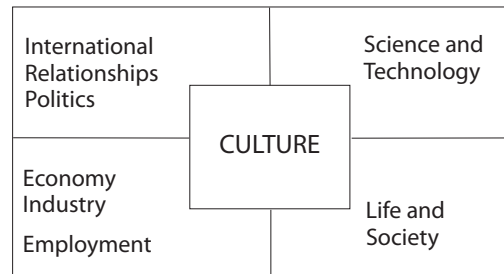 International
Relationships
Politics
Science and
Technology
CULTURE
Economy
Industry
Employment
Life and
Society